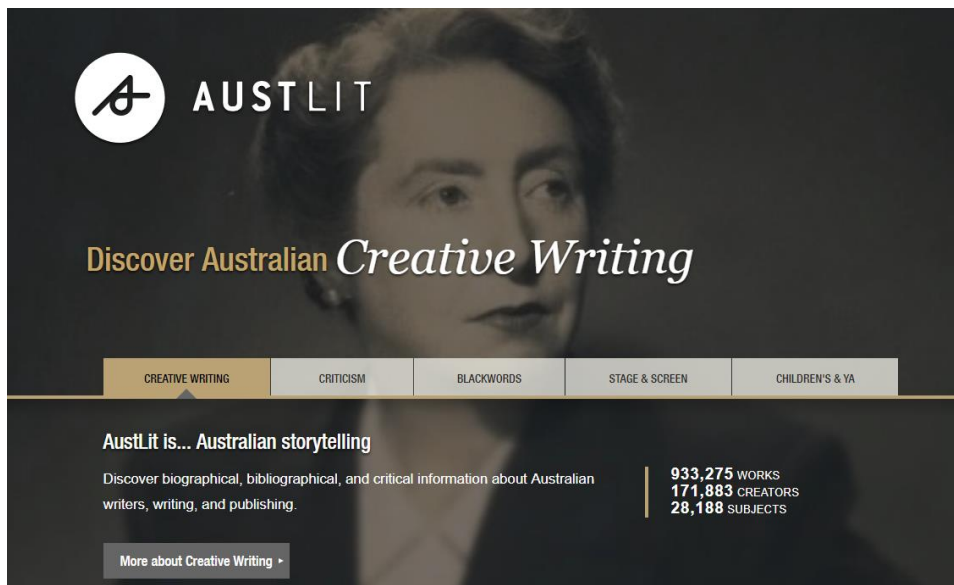 AUSTLIT
Discover Australian Creative Writing
CREATIVE WRITING
CRITICISM
BLACKWORDS
STAGE & SCREEN
CHILDREN'S & YA
AustLit is... Australian storytelling
Discover biographical, bibliographical, and critical information about Australian
writers, writing, and publishing.
933,275 WORKS
171,883 CREATORS
28,188 SUBJECTS
More about Creative Writing